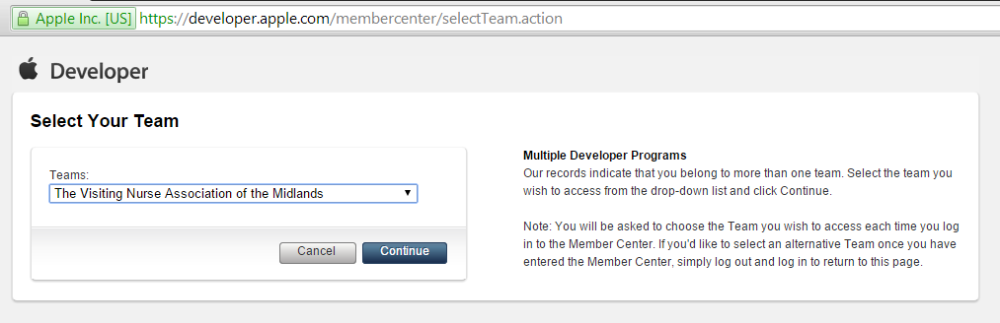 Apple Inc. [US] https://developer.apple.com/membercenter/selectTeam.action
Developer
Select Your Team
Teams:
The Visiting Nurse Association of the Midlands
Cancel Continue
Multiple Developer Programs
Our records indicate that you belong to more than one team. Select the team you
wish to access from the drop-down list and click Continue.
Note: You will be asked to choose the Team you wish to access each time you log
in to the Member Center. If you'd like to select an alternative Team once you have
entered the Member Center, simply log out and log in to return to this page.